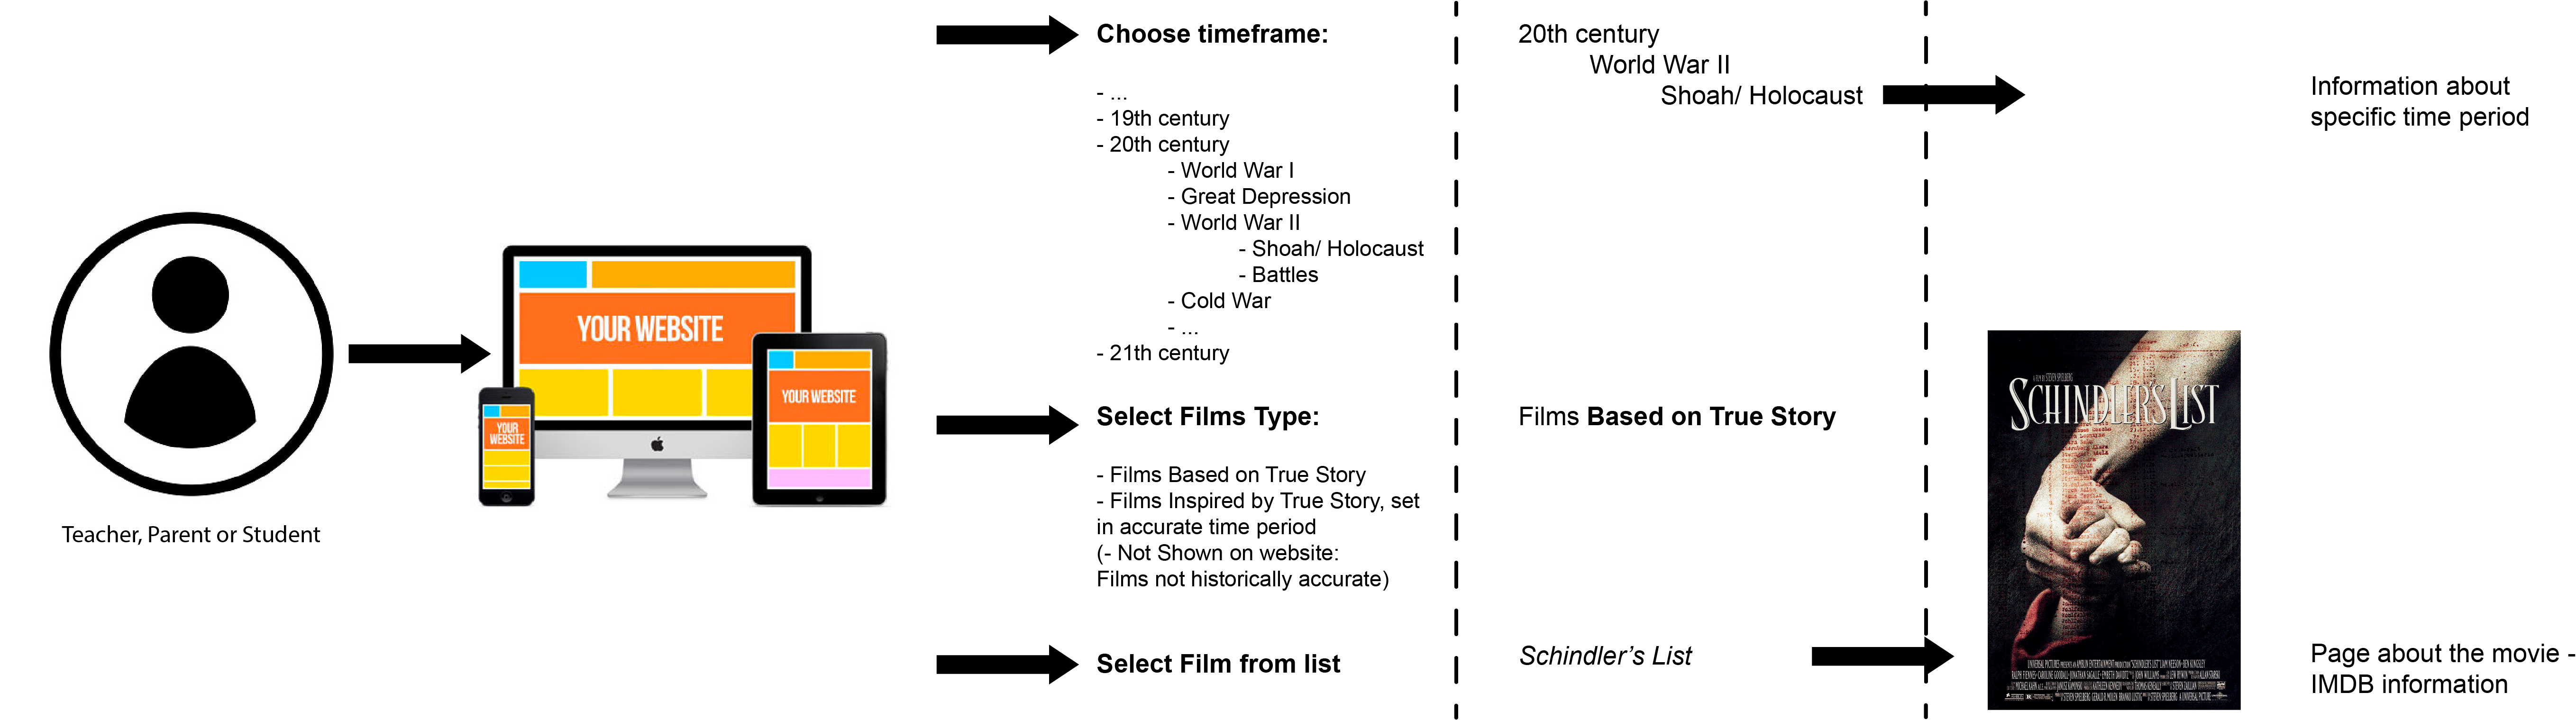 Teacher, Parent or Student
YOUR WEBSITE
YOUR
WEBSITE
YOUR WEBSITE
Choose timeframe:
- ...
- 19th century
- 20th century
- World War I
- Great Depression
- World War II
- Shoah/ Holocaust
- Battles
- Cold War
- ...
- 21th century
Select Films Type:
- Films Based on True Story
- Films Inspired by True Story, set
in accurate time period
(- Not Shown on website:
Films not historically accurate)
Select Film from list
20th century
World War II
Shoah/ Holocaust
Films Based on True Story
Schindler's List
Information about
specific time period
A FILM BY STEVEN SPIELBERG
SCHINDLER'S LIST
Page about the movie -
IMDB information